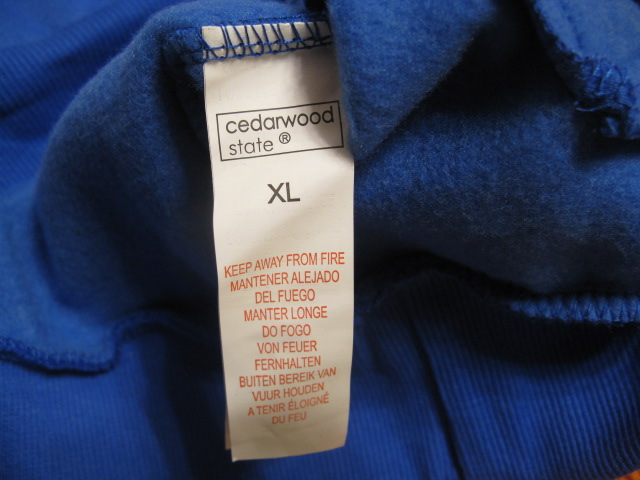 cedarwood
state ®
XL
KEEP AWAY FROM FIRE
MANTENER ALEJADO
DEL FUEGO
MANTER LONGE
DO FOGO
VON FEUER
FERNHALTEN
BUITEN BEREIK VAN
VUUR HOUDEN
A TENIR ÉLOIGNÉ
DU FEU